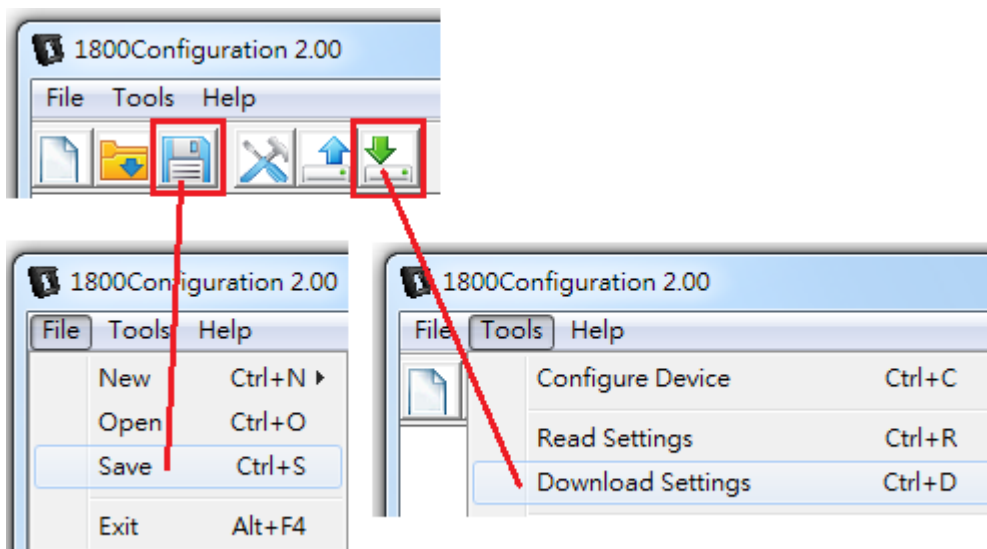 1800Configuration 2.00
File Tools Help
1800Configuration 2.00
File Tools Help
New Ctrl+N
Open Ctrl+O
Save Ctrl+S
Exit Alt+F4
1800Configuration 2.00
File Tools Help
Configure Device Ctrl+C
Read Settings Ctrl+R
Download Settings Ctrl+D